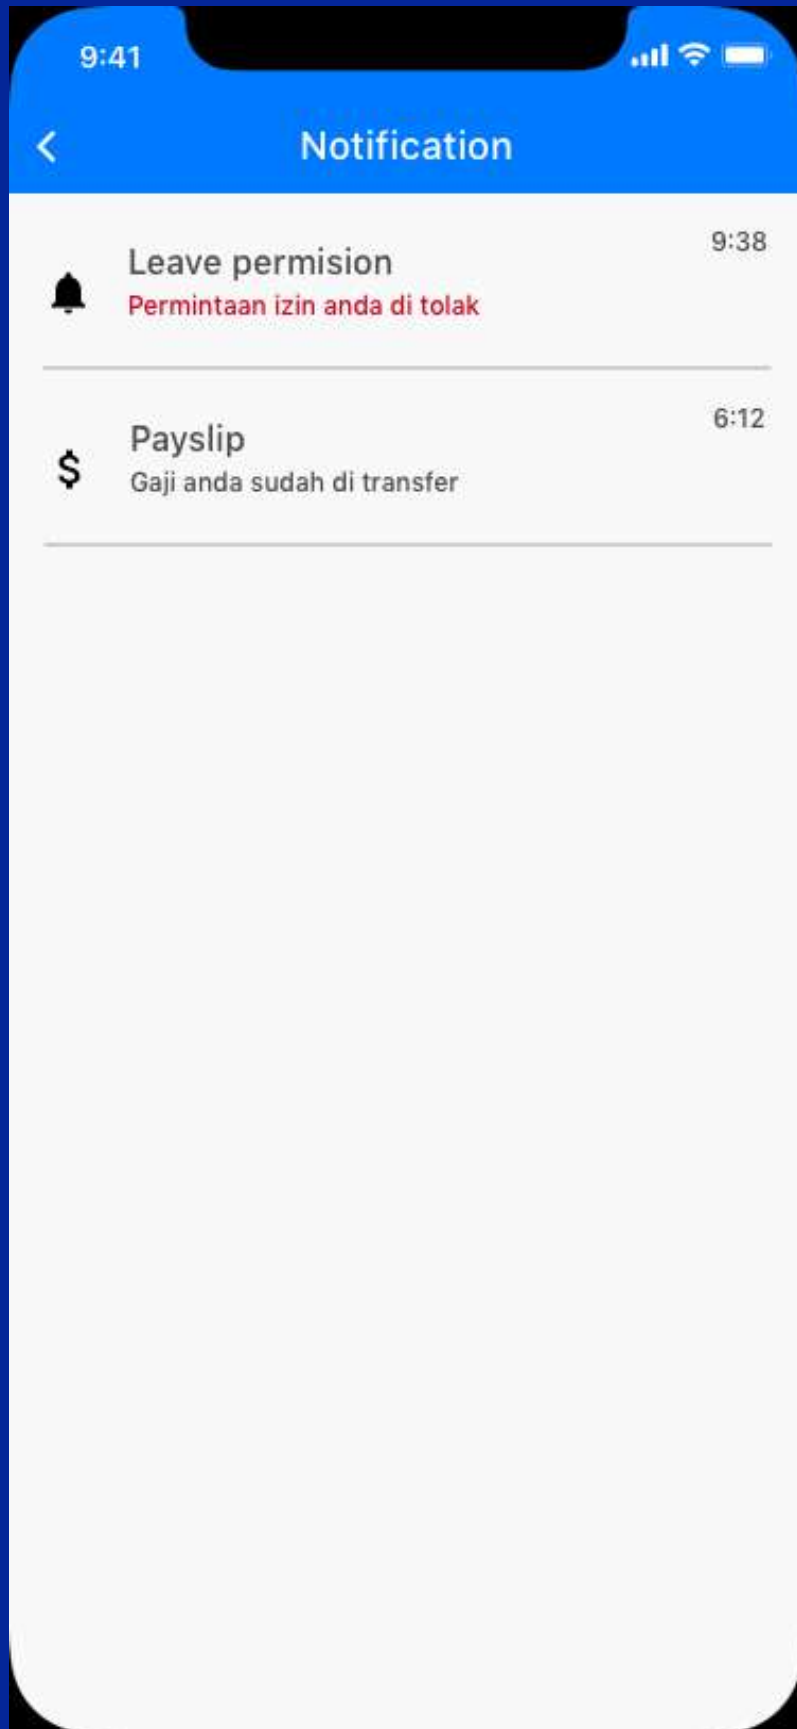 9:41
Notification
Leave permision
9:38
Permintaan izin anda di tolak
Payslip
6:12
Gaji anda sudah di transfer